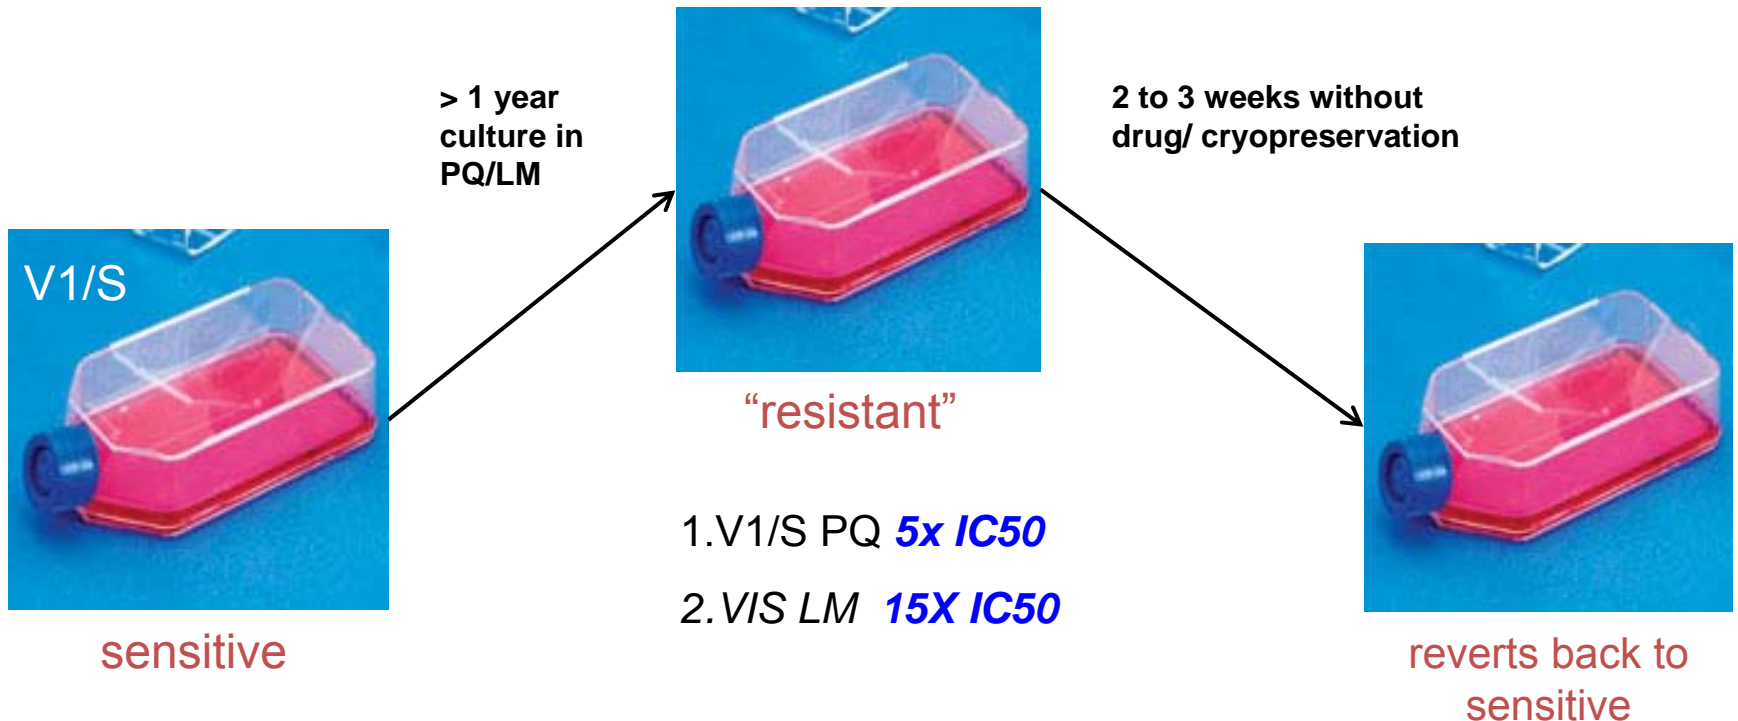 V1/S
sensitive
> 1 year
culture in
PQ/LM
“resistant”
1.V1/S PQ 5x IC50
2.VIS LM 15X IC50
2 to 3 weeks without
drug/ cryopreservation
reverts back to
sensitive